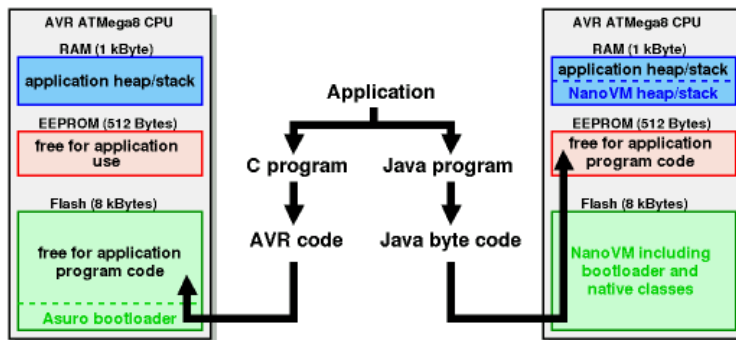 AVR ATMega8 CPU
RAM (1 kByte)
application heap/stack
EEPROM (512 Bytes)
free for application
use
Flash (8 kBytes)
free for application
program code
Asuro bootloader
Application
C program
Java program
AVR code
Java byte code
AVR ATMega8 CPU
RAM (1 kByte)
application heap/stack
NanoVM heap/stack
EEPROM (512 Bytes)
free for application
program code
Flash (8 kBytes)
NanoVM including
bootloader and
native classes